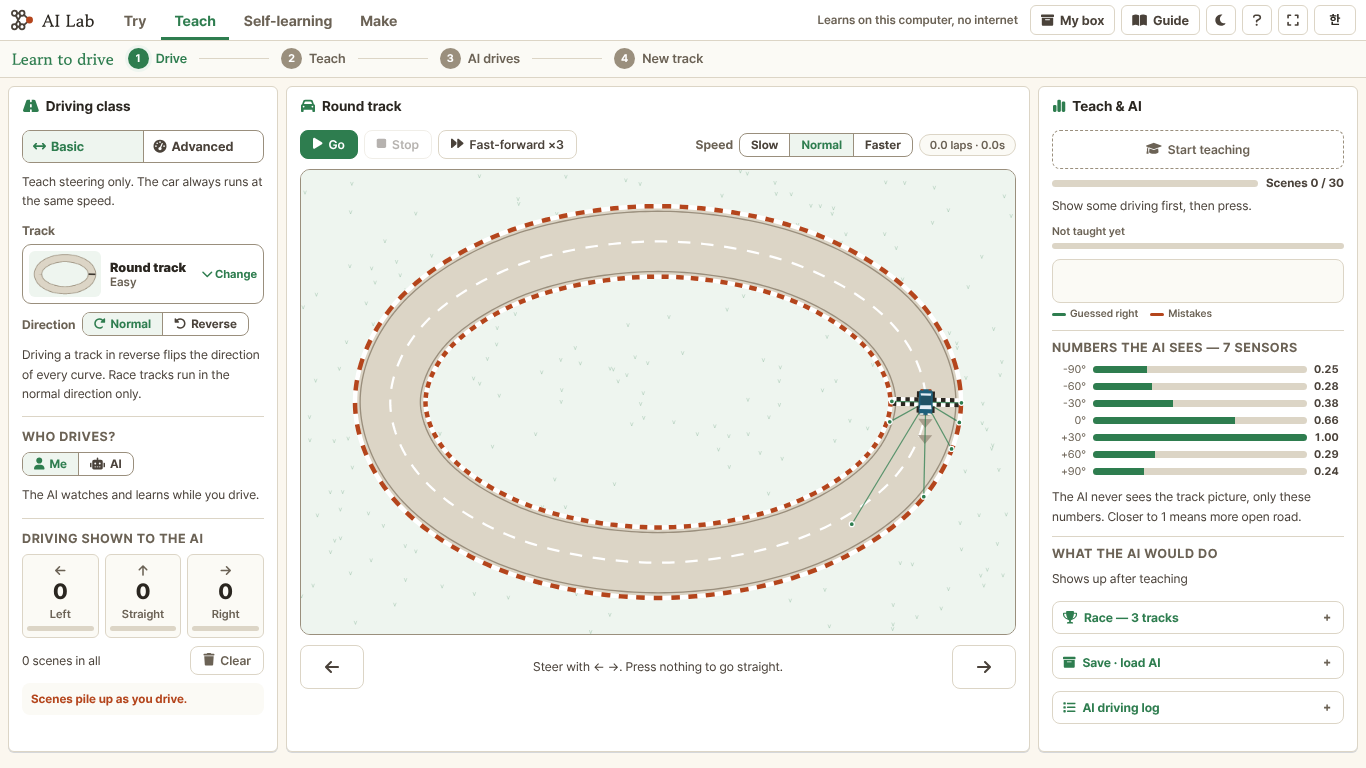 AI Lab
Try
Teach
Self-learning
Make
Learns on this computer, no internet
My box
Guide
?
한
Learn to drive
1 Drive
2 Teach
3 AI drives
4 New track
Driving class
Basic
Advanced
Teach steering only. The car always runs at
the same speed.
Track
Round track
Easy
Change
Direction
Normal
Reverse
Driving a track in reverse flips the direction
of every curve. Race tracks run in the
normal direction only.
WHO DRIVES?
Me
AI
The AI watches and learns while you drive.
DRIVING SHOWN TO THE AI
← ↑ →
0 0 0
Left Straight Right
0 scenes in all
Clear
Scenes pile up as you drive.
Round track
Go
Stop
Fast-forward ×3
Speed
Slow
Normal
Faster
0.0 laps · 0.0s
←
Steer with ← →. Press nothing to go straight.
→
Teach & AI
Start teaching
Scenes 0 / 30
Show some driving first, then press.
Not taught yet
Guessed right
Mistakes
NUMBERS THE AI SEES — 7 SENSORS
-90° 0.25
-60° 0.28
-30° 0.38
0° 0.66
+30° 1.00
+60° 0.29
+90° 0.24
The AI never sees the track picture, only these
numbers. Closer to 1 means more open road.
WHAT THE AI WOULD DO
Shows up after teaching
Race — 3 tracks +
Save · load AI +
AI driving log +